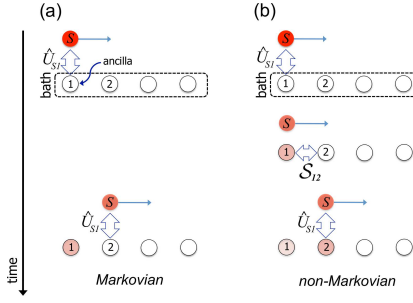 (a)
S
Û_S1
ancilla
bath
1 2
S
Û_S1
1 2
Markovian
time
(b)
S
Û_S1
bath
1 2
S
1 2
𝒮_12
S
Û_S1
1 2
non-Markovian